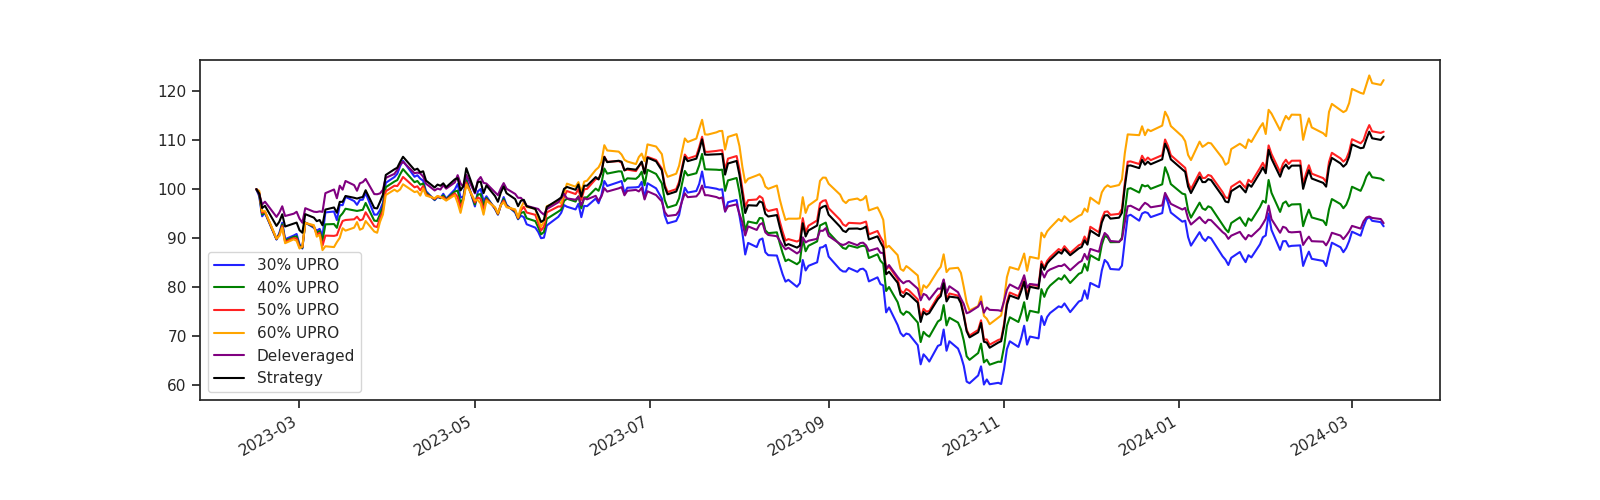 120
110
100
90
80
70
60
30% UPRO
40% UPRO
50% UPRO
60% UPRO
Deleveraged
Strategy
2023-03
2023-05
2023-07
2023-09
2023-11
2024-01
2024-03